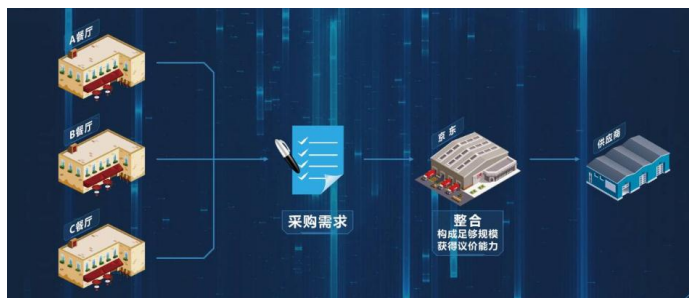 A餐厅
B餐厅
C餐厅
采购需求
京东
整合
构成足够规模
获得议价能力
供应商